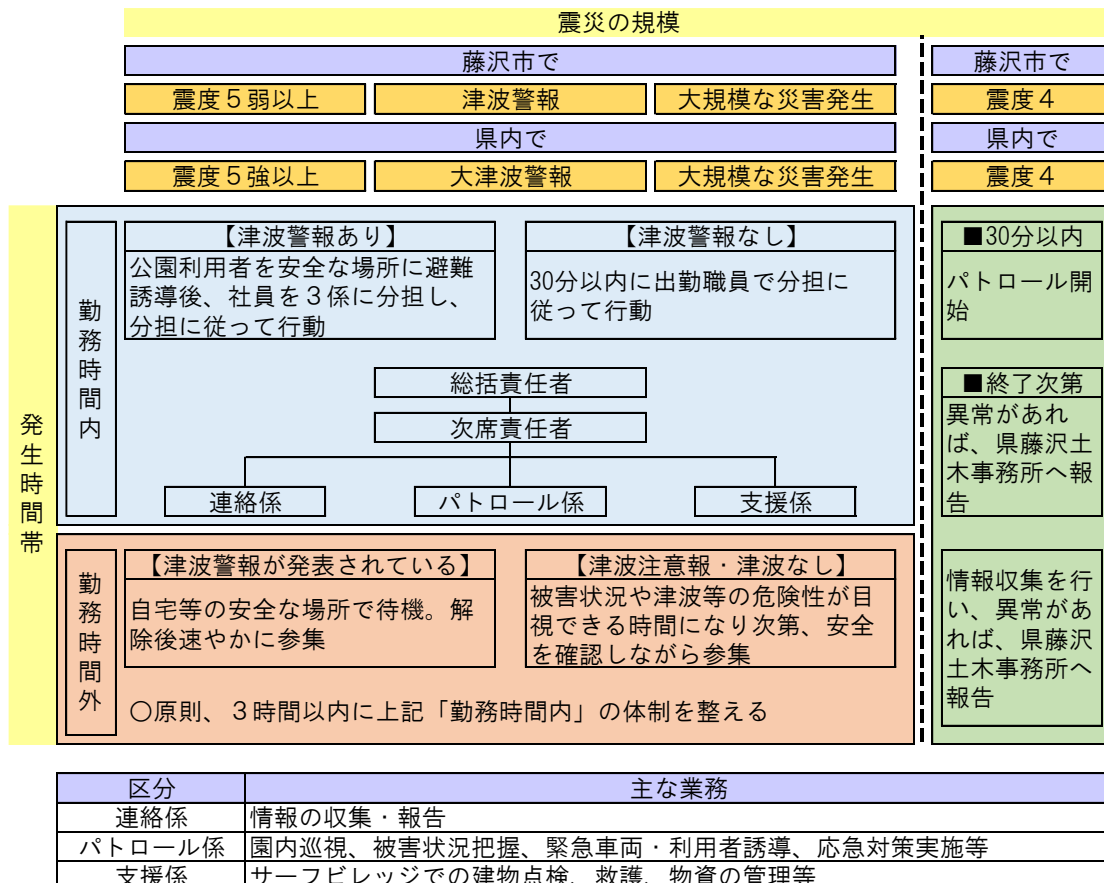 震災の規模
藤沢市で
藤沢市で
震度５弱以上
津波警報
大規模な災害発生
震度４
県内で
県内で
震度５強以上
大津波警報
大規模な災害発生
震度４
発生時間帯
勤務時間内
【津波警報あり】
公園利用者を安全な場所に避難
誘導後、社員を３係に分担し、
分担に従って行動
【津波警報なし】
30分以内に出勤職員で分担に
従って行動
総括責任者
次席責任者
連絡係
パトロール係
支援係
■30分以内
パトロール開
始
■終了次第
異常があれ
ば、県藤沢土
木事務所へ報
告
勤務時間外
【津波警報が発表されている】
自宅等の安全な場所で待機。解
除後速やかに参集
【津波注意報・津波なし】
被害状況や津波等の危険性が目
視できる時間になり次第、安全
を確認しながら参集
〇原則、３時間以内に上記「勤務時間内」の体制を整える
情報収集を行
い、異常があ
れば、県藤沢
土木事務所へ
報告
区分
主な業務
連絡係
情報の収集・報告
パトロール係
園内巡視、被害状況把握、緊急車両・利用者誘導、応急対策実施等
支援係
サーフビレッジでの建物点検、救護、物資の管理等